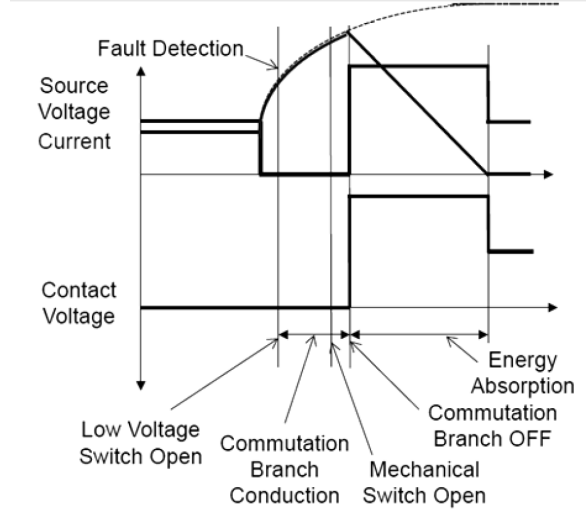 Fault Detection
Source
Voltage
Current
Contact
Voltage
Energy
Absorption
Low Voltage
Switch Open
Commutation
Branch
Conduction
Mechanical
Switch Open
Commutation
Branch OFF